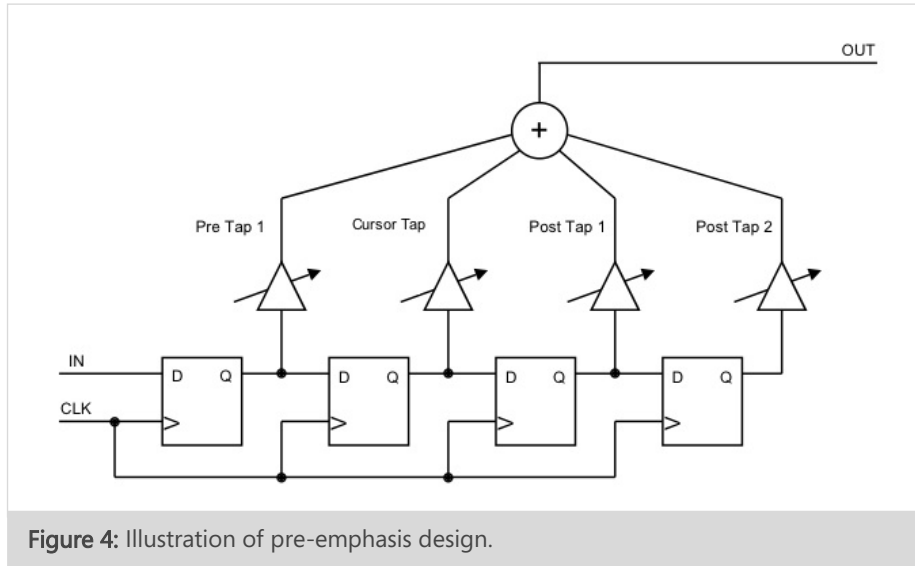 OUT
+
Pre Tap 1 Cursor Tap Post Tap 1 Post Tap 2
IN
D Q D Q D Q D Q
CLK
Figure 4: Illustration of pre-emphasis design.